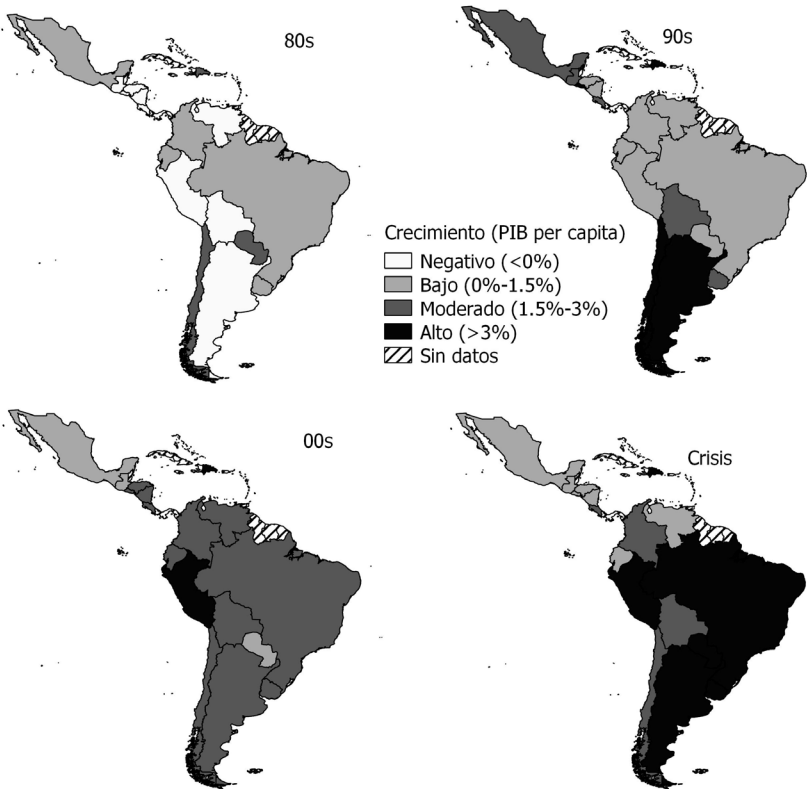 80s
90s
Crecimiento (PIB per capita)
Negativo (<0%)
Bajo (0%-1.5%)
Moderado (1.5%-3%)
Alto (>3%)
Sin datos
00s
Crisis